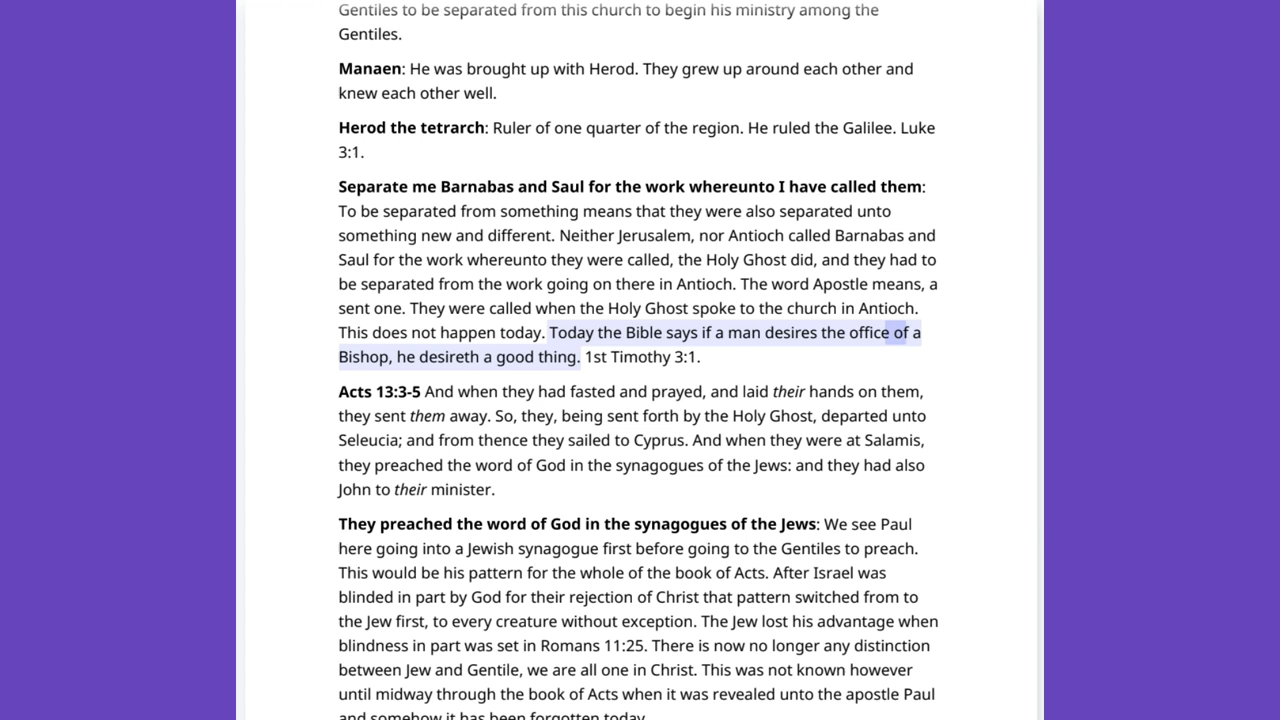 Gentiles to be separated from this church to begin his ministry among the
Gentiles.
Manaen: He was brought up with Herod. They grew up around each other and
knew each other well.
Herod the tetrarch: Ruler of one quarter of the region. He ruled the Galilee. Luke
3:1.
Separate me Barnabas and Saul for the work whereunto I have called them:
To be separated from something means that they were also separated unto
something new and different. Neither Jerusalem, nor Antioch called Barnabas and
Saul for the work whereunto they were called, the Holy Ghost did, and they had to
be separated from the work going on there in Antioch. The word Apostle means, a
sent one. They were called when the Holy Ghost spoke to the church in Antioch.
This does not happen today. Today the Bible says if a man desires the office of a
Bishop, he desireth a good thing. 1st Timothy 3:1.
Acts 13:3-5 And when they had fasted and prayed, and laid their hands on them,
they sent them away. So, they, being sent forth by the Holy Ghost, departed unto
Seleucia; and from thence they sailed to Cyprus. And when they were at Salamis,
they preached the word of God in the synagogues of the Jews: and they had also
John to their minister.
They preached the word of God in the synagogues of the Jews: We see Paul
here going into a Jewish synagogue first before going to the Gentiles to preach.
This would be his pattern for the whole of the book of Acts. After Israel was
blinded in part by God for their rejection of Christ that pattern switched from to
the Jew first, to every creature without exception. The Jew lost his advantage when
blindness in part was set in Romans 11:25. There is now no longer any distinction
between Jew and Gentile, we are all one in Christ. This was not known however
until midway through the book of Acts when it was revealed unto the apostle Paul
and somehow it has been forgotten today.